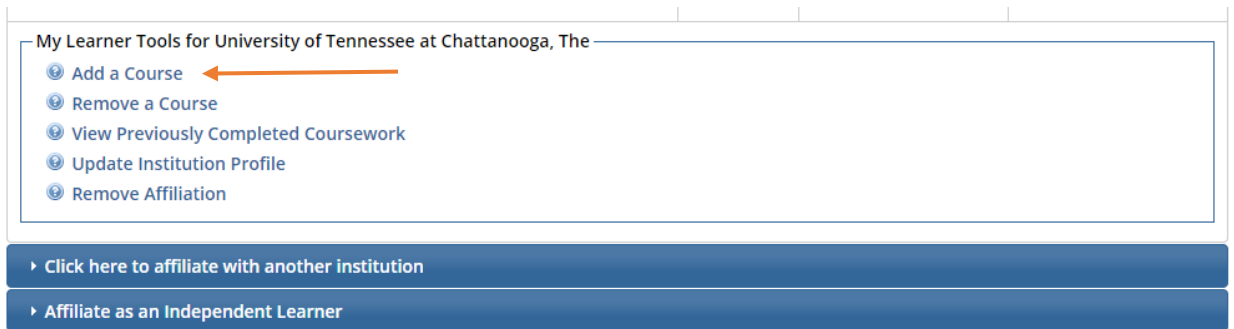 My Learner Tools for University of Tennessee at Chattanooga, The
Add a Course
Remove a Course
View Previously Completed Coursework
Update Institution Profile
Remove Affiliation
Click here to affiliate with another institution
Affiliate as an Independent Learner